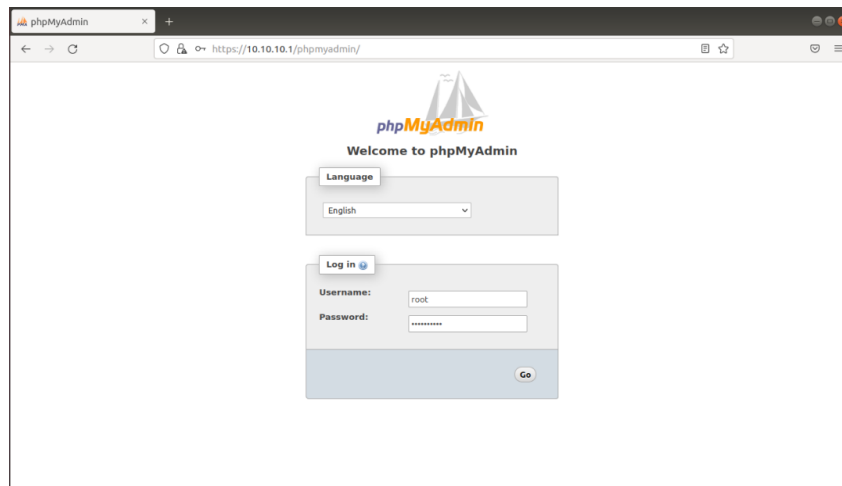 phpMyAdmin
https://10.10.10.1/phpmyadmin/
phpMyAdmin
Welcome to phpMyAdmin
Language
English
Log in
Username:
root
Password:
••••••••••
Go